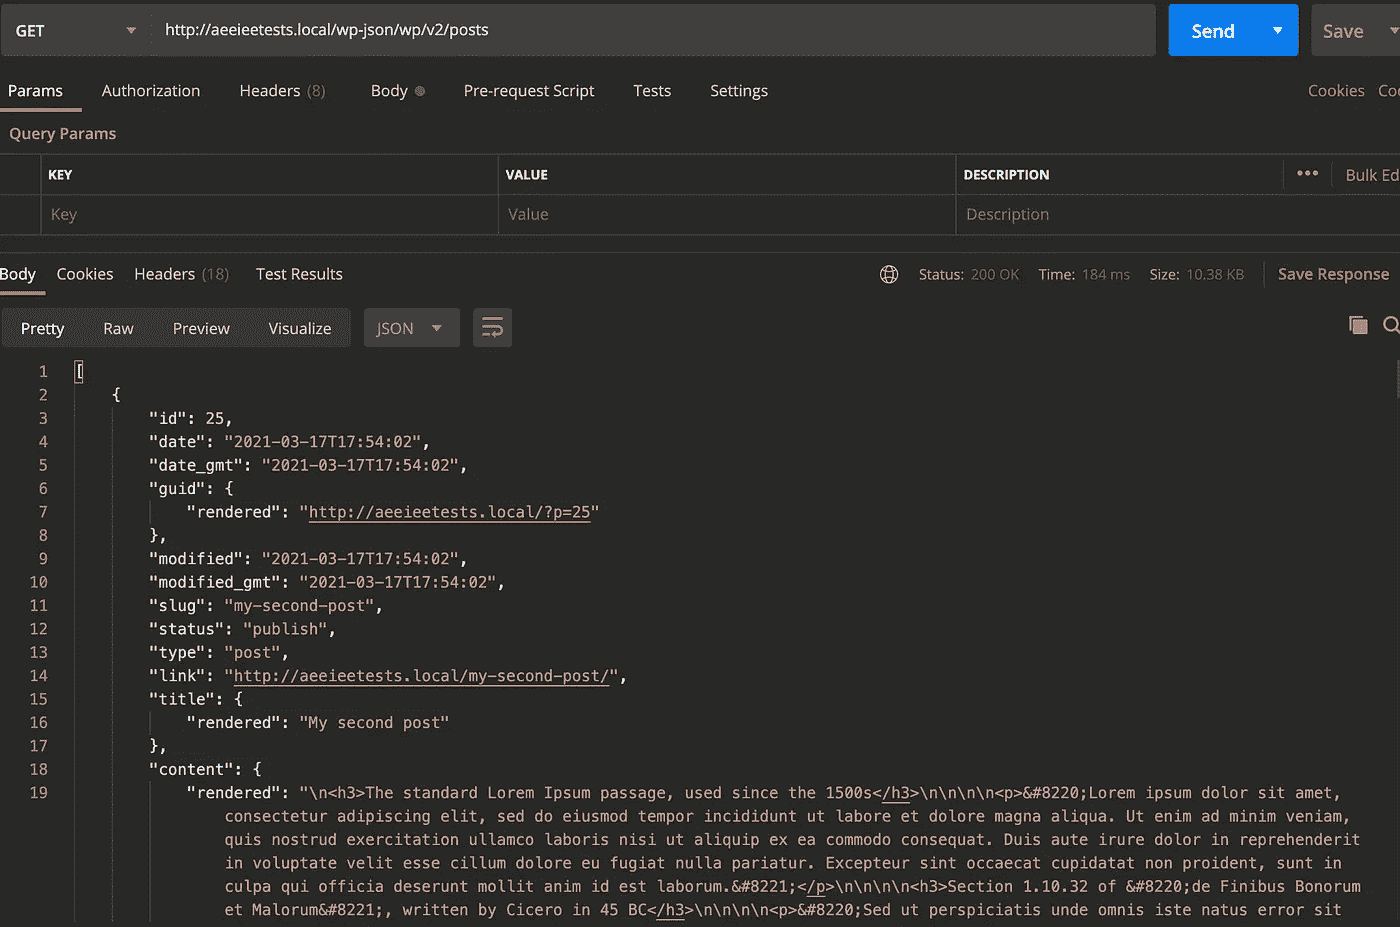 GET http://aeeieetests.local/wp-json/wp/v2/posts Send Save
Params Authorization Headers (8) Body Pre-request Script Tests Settings Cookies Co
Query Params
KEY VALUE DESCRIPTION ••• Bulk Ed
Key Value Description
Body Cookies Headers (18) Test Results Status: 200 OK Time: 184 ms Size: 10.38 KB Save Response
Pretty Raw Preview Visualize JSON
1 [
2 {
3 "id": 25,
4 "date": "2021-03-17T17:54:02",
5 "date_gmt": "2021-03-17T17:54:02",
6 "guid": {
7 "rendered": "http://aeeieetests.local/?p=25"
8 },
9 "modified": "2021-03-17T17:54:02",
10 "modified_gmt": "2021-03-17T17:54:02",
11 "slug": "my-second-post",
12 "status": "publish",
13 "type": "post",
14 "link": "http://aeeieetests.local/my-second-post/",
15 "title": {
16 "rendered": "My second post"
17 },
18 "content": {
19 "rendered": "\n<h3>The standard Lorem Ipsum passage, used since the 1500s</h3>\n\n\n\n<p>&#8220;Lorem ipsum dolor sit amet,
consectetur adipiscing elit, sed do eiusmod tempor incididunt ut labore et dolore magna aliqua. Ut enim ad minim veniam,
quis nostrud exercitation ullamco laboris nisi ut aliquip ex ea commodo consequat. Duis aute irure dolor in reprehenderit
in voluptate velit esse cillum dolore eu fugiat nulla pariatur. Excepteur sint occaecat cupidatat non proident, sunt in
culpa qui officia deserunt mollit anim id est laborum.&#8221;</p>\n\n\n\n<h3>Section 1.10.32 of &#8220;de Finibus Bonorum
et Malorum&#8221;, written by Cicero in 45 BC</h3>\n\n\n\n<p>&#8220;Sed ut perspiciatis unde omnis iste natus error sit